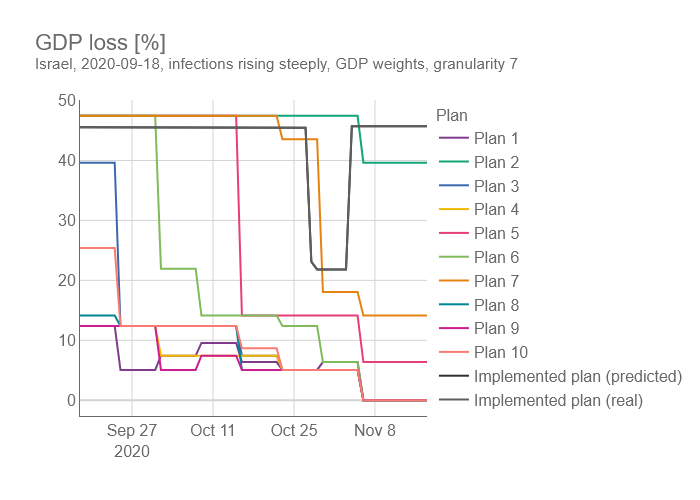 GDP loss [%]
Israel, 2020-09-18, infections rising steeply, GDP weights, granularity 7
50
40
30
20
10
0
Sep 27
2020
Oct 11
Oct 25
Nov 8
Plan
Plan 1
Plan 2
Plan 3
Plan 4
Plan 5
Plan 6
Plan 7
Plan 8
Plan 9
Plan 10
Implemented plan (predicted)
Implemented plan (real)